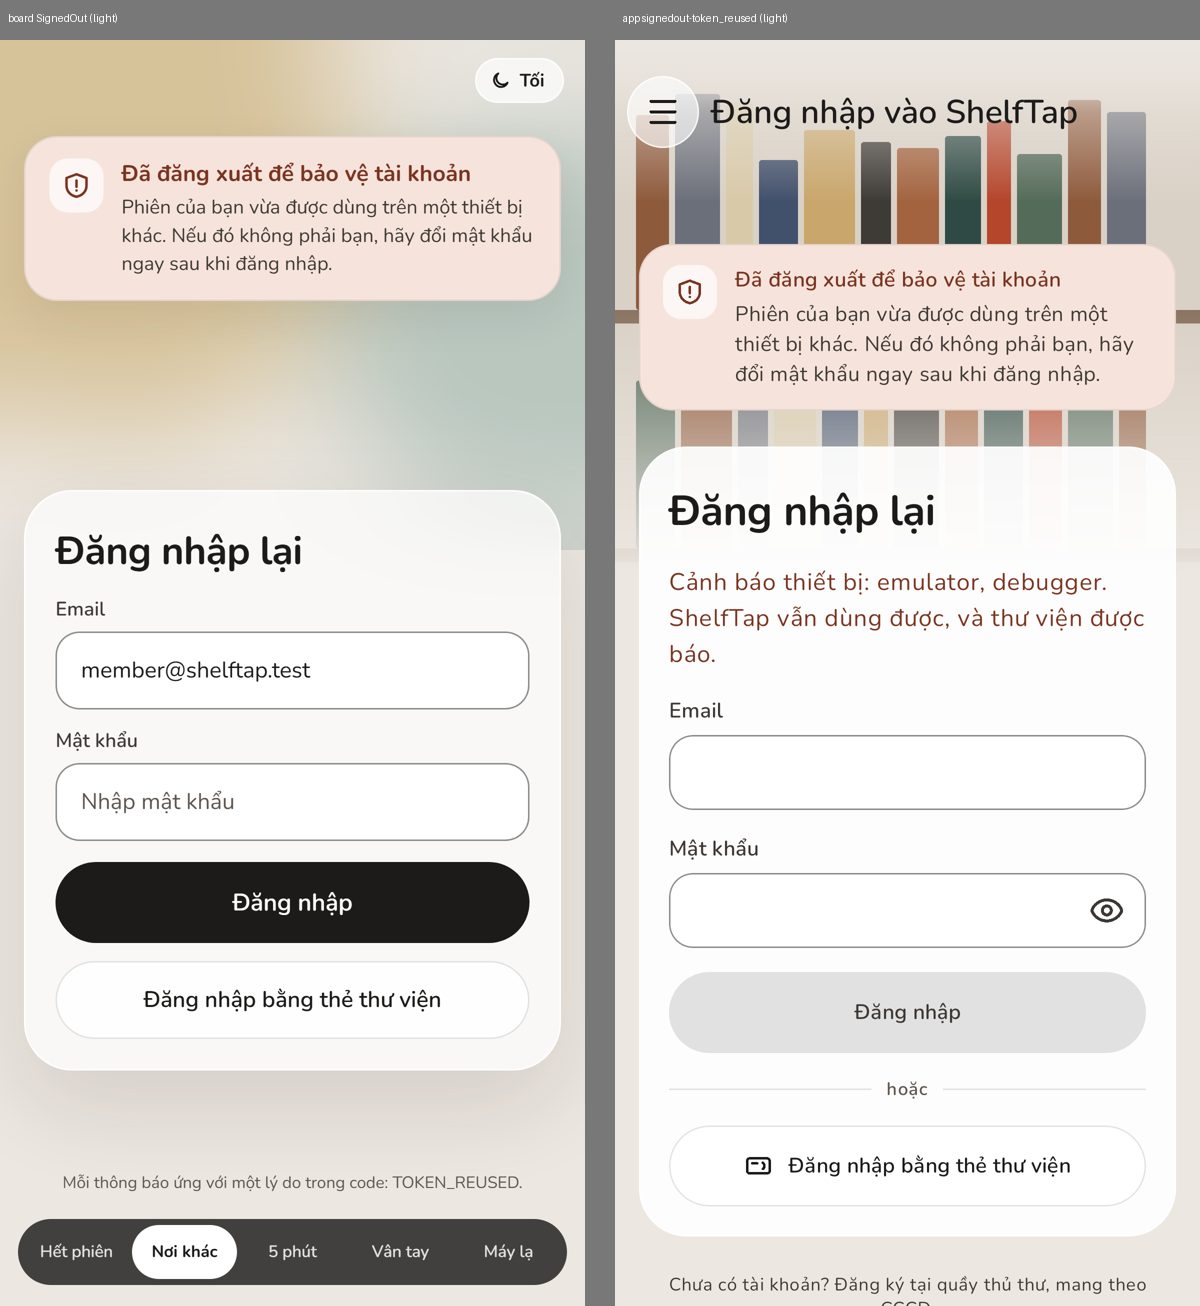 board SignedOut (light)
Tối
Đã đăng xuất để bảo vệ tài khoản
Phiên của bạn vừa được dùng trên một thiết bị
khác. Nếu đó không phải bạn, hãy đổi mật khẩu
ngay sau khi đăng nhập.
Đăng nhập lại
Email
member@shelftap.test
Mật khẩu
Nhập mật khẩu
Đăng nhập
Đăng nhập bằng thẻ thư viện
Mỗi thông báo ứng với một lý do trong code: TOKEN_REUSED.
Hết phiên
Nơi khác
5 phút
Vân tay
Máy lạ
app signedout-token_reused (light)
Đăng nhập vào ShelfTap
Đã đăng xuất để bảo vệ tài khoản
Phiên của bạn vừa được dùng trên một
thiết bị khác. Nếu đó không phải bạn, hãy
đổi mật khẩu ngay sau khi đăng nhập.
Đăng nhập lại
Cảnh báo thiết bị: emulator, debugger.
ShelfTap vẫn dùng được, và thư viện được
báo.
Email
Mật khẩu
Đăng nhập
hoặc
Đăng nhập bằng thẻ thư viện
Chưa có tài khoản? Đăng ký tại quầy thủ thư, mang theo